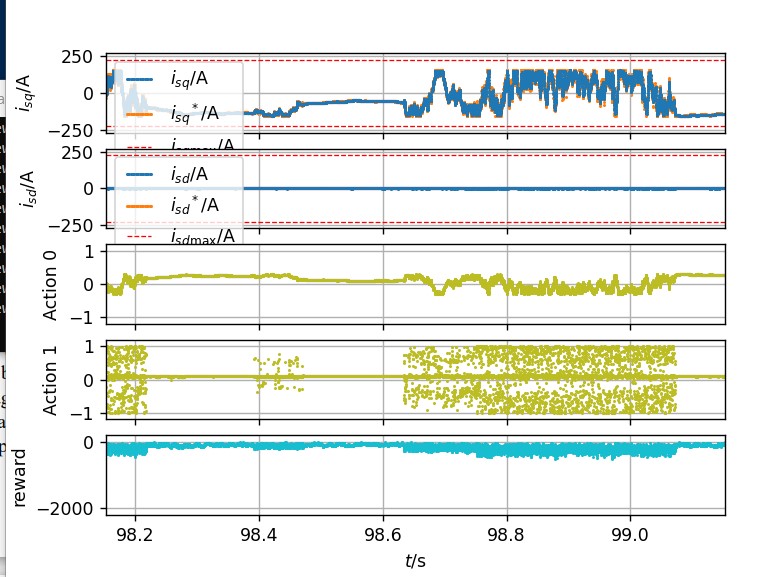 250
0
−250
i_sq/A
i_sq/A
i_sq*/A
i_sqmax/A
250
0
−250
i_sd/A
i_sd/A
i_sd*/A
i_sdmax/A
1
0
−1
Action 0
1
0
−1
Action 1
0
−2000
reward
98.2 98.4 98.6 98.8 99.0
t/s